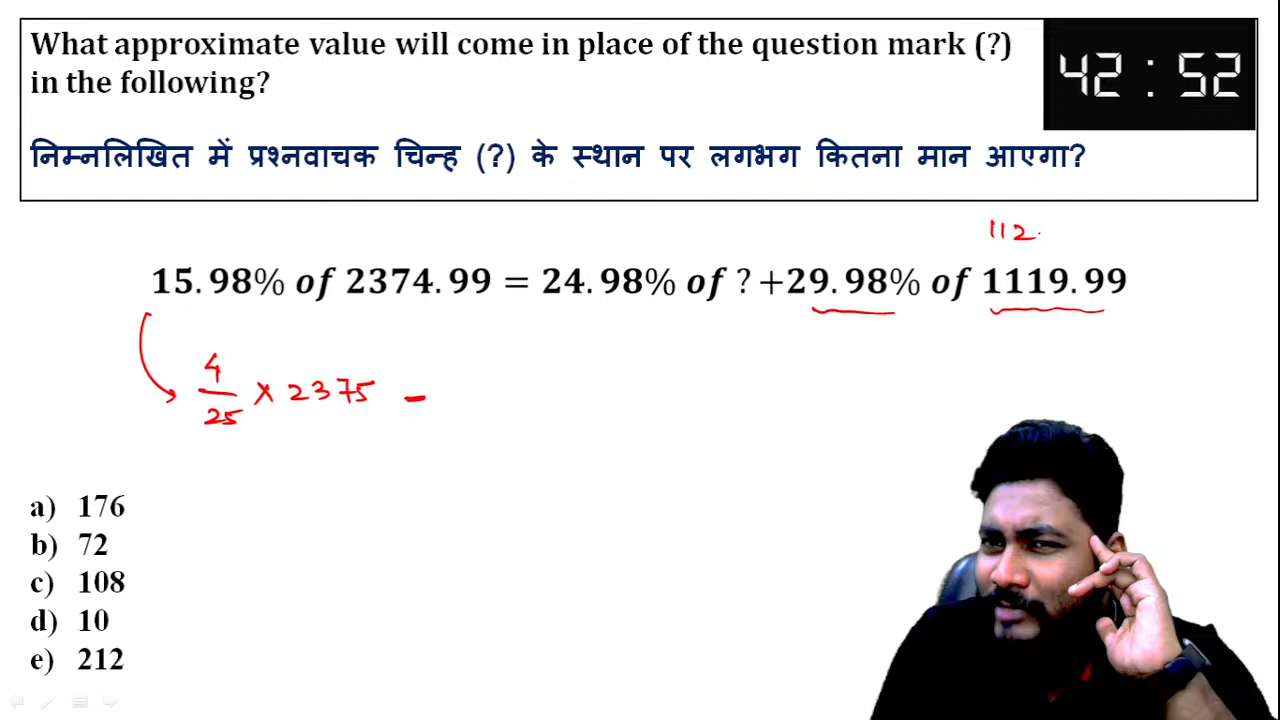 What approximate value will come in place of the question mark (?)
in the following?
42:52
निम्नलिखित में प्रश्नवाचक चिन्ह (?) के स्थान पर लगभग कितना मान आएगा?
112.
15.98% of 2374.99 = 24.98% of ? +29.98% of 1119.99
4/25 × 2375 -
a) 176
b) 72
c) 108
d) 10
e) 212